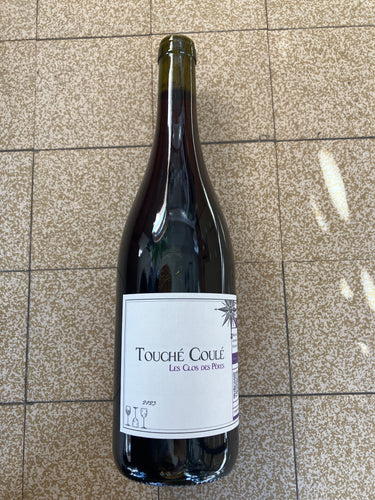 Touché Coulé
Les Clos des Pères
2023